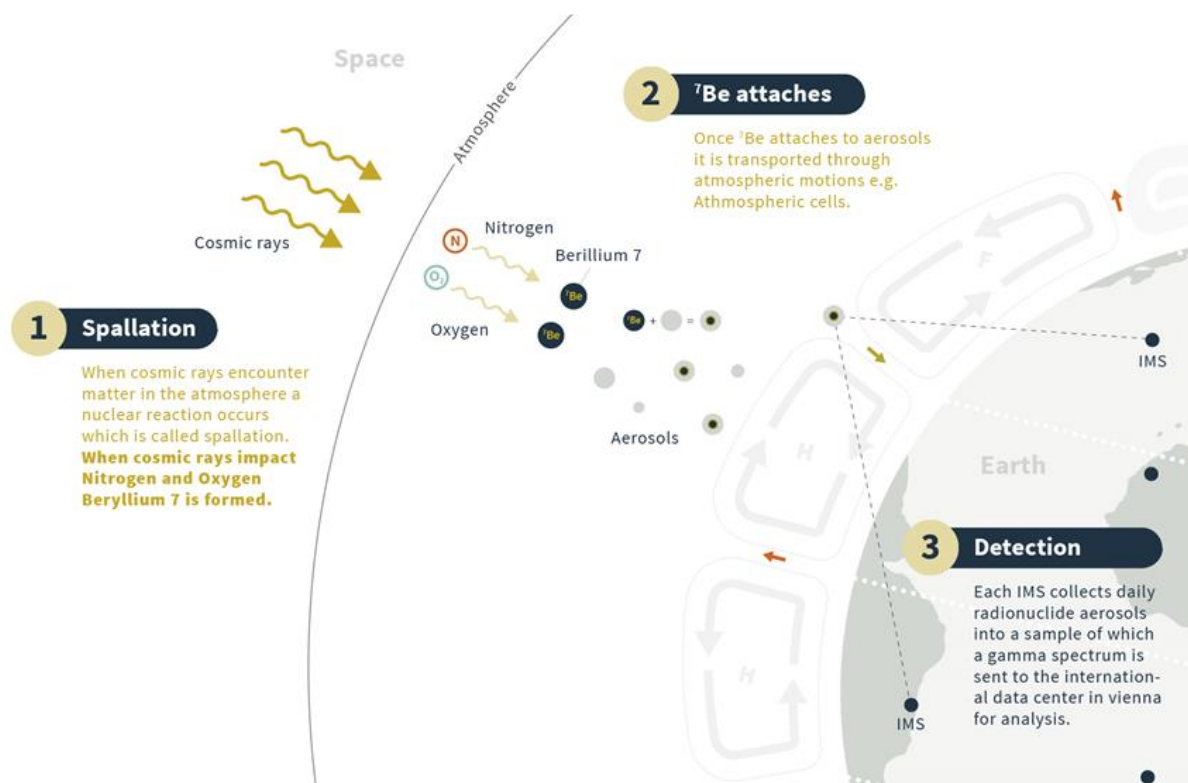 Space
Atmosphere
Cosmic rays
1 Spallation
When cosmic rays encounter
matter in the atmosphere a
nuclear reaction occurs
which is called spallation.
When cosmic rays impact
Nitrogen and Oxygen
Beryllium 7 is formed.
N
Nitrogen
O₂
Oxygen
Berillium 7
⁷Be
⁷Be
⁷Be + =
Aerosols
2 ⁷Be attaches
Once ⁷Be attaches to aerosols
it is transported through
atmospheric motions e.g.
Athmospheric cells.
F
H
H
Earth
IMS
IMS
3 Detection
Each IMS collects daily
radionuclide aerosols
into a sample of which
a gamma spectrum is
sent to the internation-
al data center in vienna
for analysis.